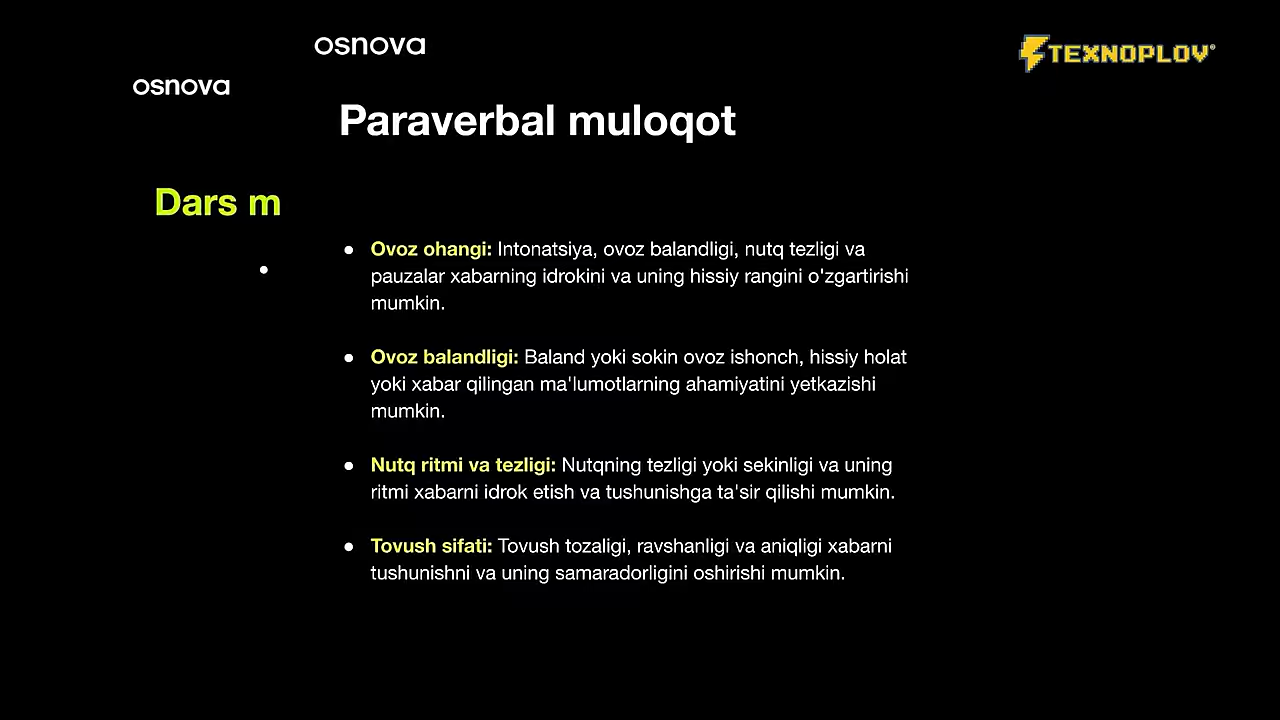 osnova
TEXNOPLOV
osnova
Paraverbal muloqot
Dars m
● Ovoz ohangi: Intonatsiya, ovoz balandligi, nutq tezligi va
pauzalar xabarning idrokini va uning hissiy rangini o'zgartirishi
mumkin.
● Ovoz balandligi: Baland yoki sokin ovoz ishonch, hissiy holat
yoki xabar qilingan ma'lumotlarning ahamiyatini yetkazishi
mumkin.
● Nutq ritmi va tezligi: Nutqning tezligi yoki sekinligi va uning
ritmi xabarni idrok etish va tushunishga ta'sir qilishi mumkin.
● Tovush sifati: Tovush tozaligi, ravshanligi va aniqligi xabarni
tushunishni va uning samaradorligini oshirishi mumkin.